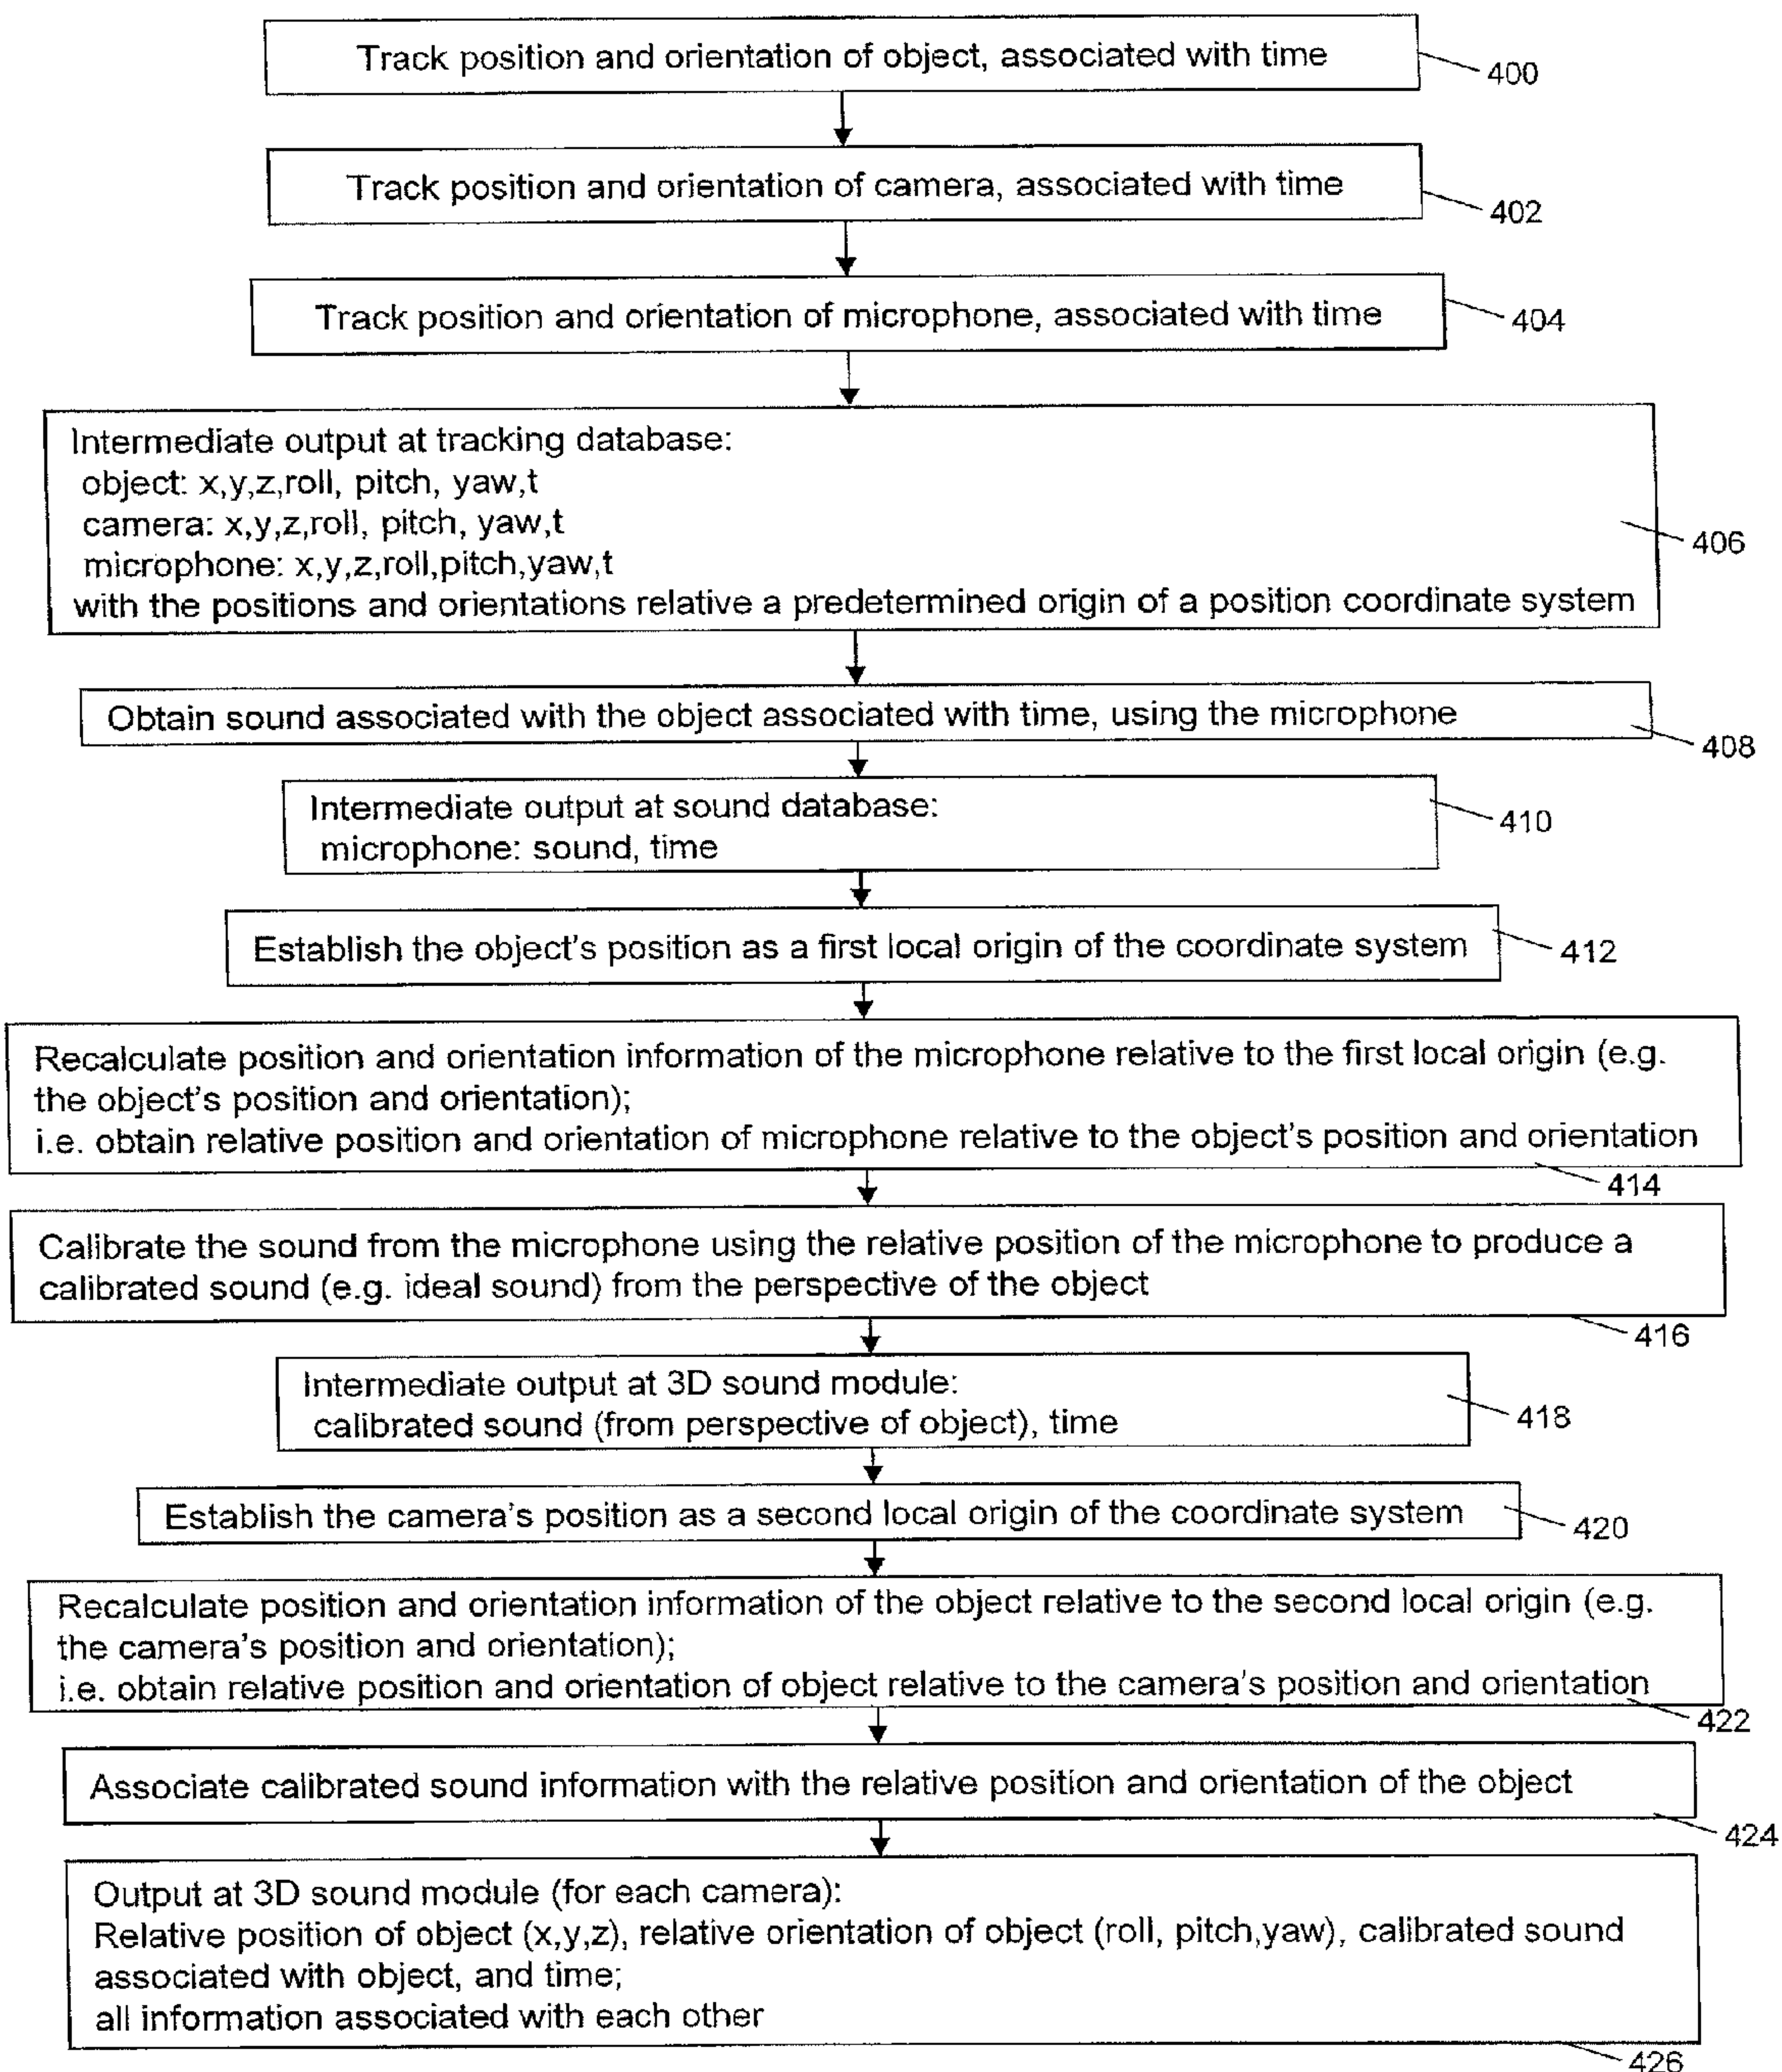 Track position and orientation of object, associated with time
400
Track position and orientation of camera, associated with time
402
Track position and orientation of microphone, associated with time
404
Intermediate output at tracking database:
object: x,y,z,roll, pitch, yaw,t
camera: x,y,z,roll, pitch, yaw,t
microphone: x,y,z,roll,pitch,yaw,t
with the positions and orientations relative a predetermined origin of a position coordinate system
406
Obtain sound associated with the object associated with time, using the microphone
408
Intermediate output at sound database:
microphone: sound, time
410
Establish the object's position as a first local origin of the coordinate system
412
Recalculate position and orientation information of the microphone relative to the first local origin (e.g.
the object's position and orientation);
i.e. obtain relative position and orientation of microphone relative to the object's position and orientation
414
Calibrate the sound from the microphone using the relative position of the microphone to produce a
calibrated sound (e.g. ideal sound) from the perspective of the object
416
Intermediate output at 3D sound module:
calibrated sound (from perspective of object), time
418
Establish the camera's position as a second local origin of the coordinate system
420
Recalculate position and orientation information of the object relative to the second local origin (e.g.
the camera's position and orientation);
i.e. obtain relative position and orientation of object relative to the camera's position and orientation
422
Associate calibrated sound information with the relative position and orientation of the object
424
Output at 3D sound module (for each camera):
Relative position of object (x,y,z), relative orientation of object (roll, pitch,yaw), calibrated sound
associated with object, and time;
all information associated with each other
426